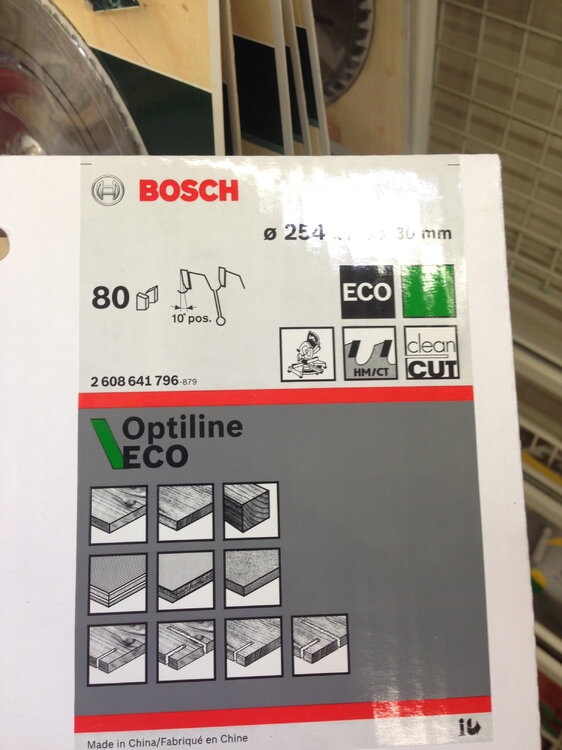 BOSCH
ø 254 30 mm
80
10° pos.
ECO
HM/CT
clean
CUT
2 608 641 796-879
Optiline
ECO
Made in China/Fabriqué en Chine